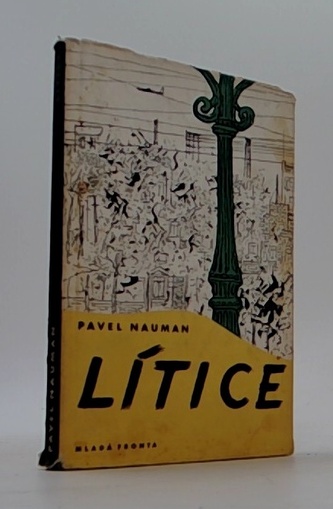 PAVEL NAUMAN
LÍTICE
MLADÁ FRONTA
PAVEL NAUMAN